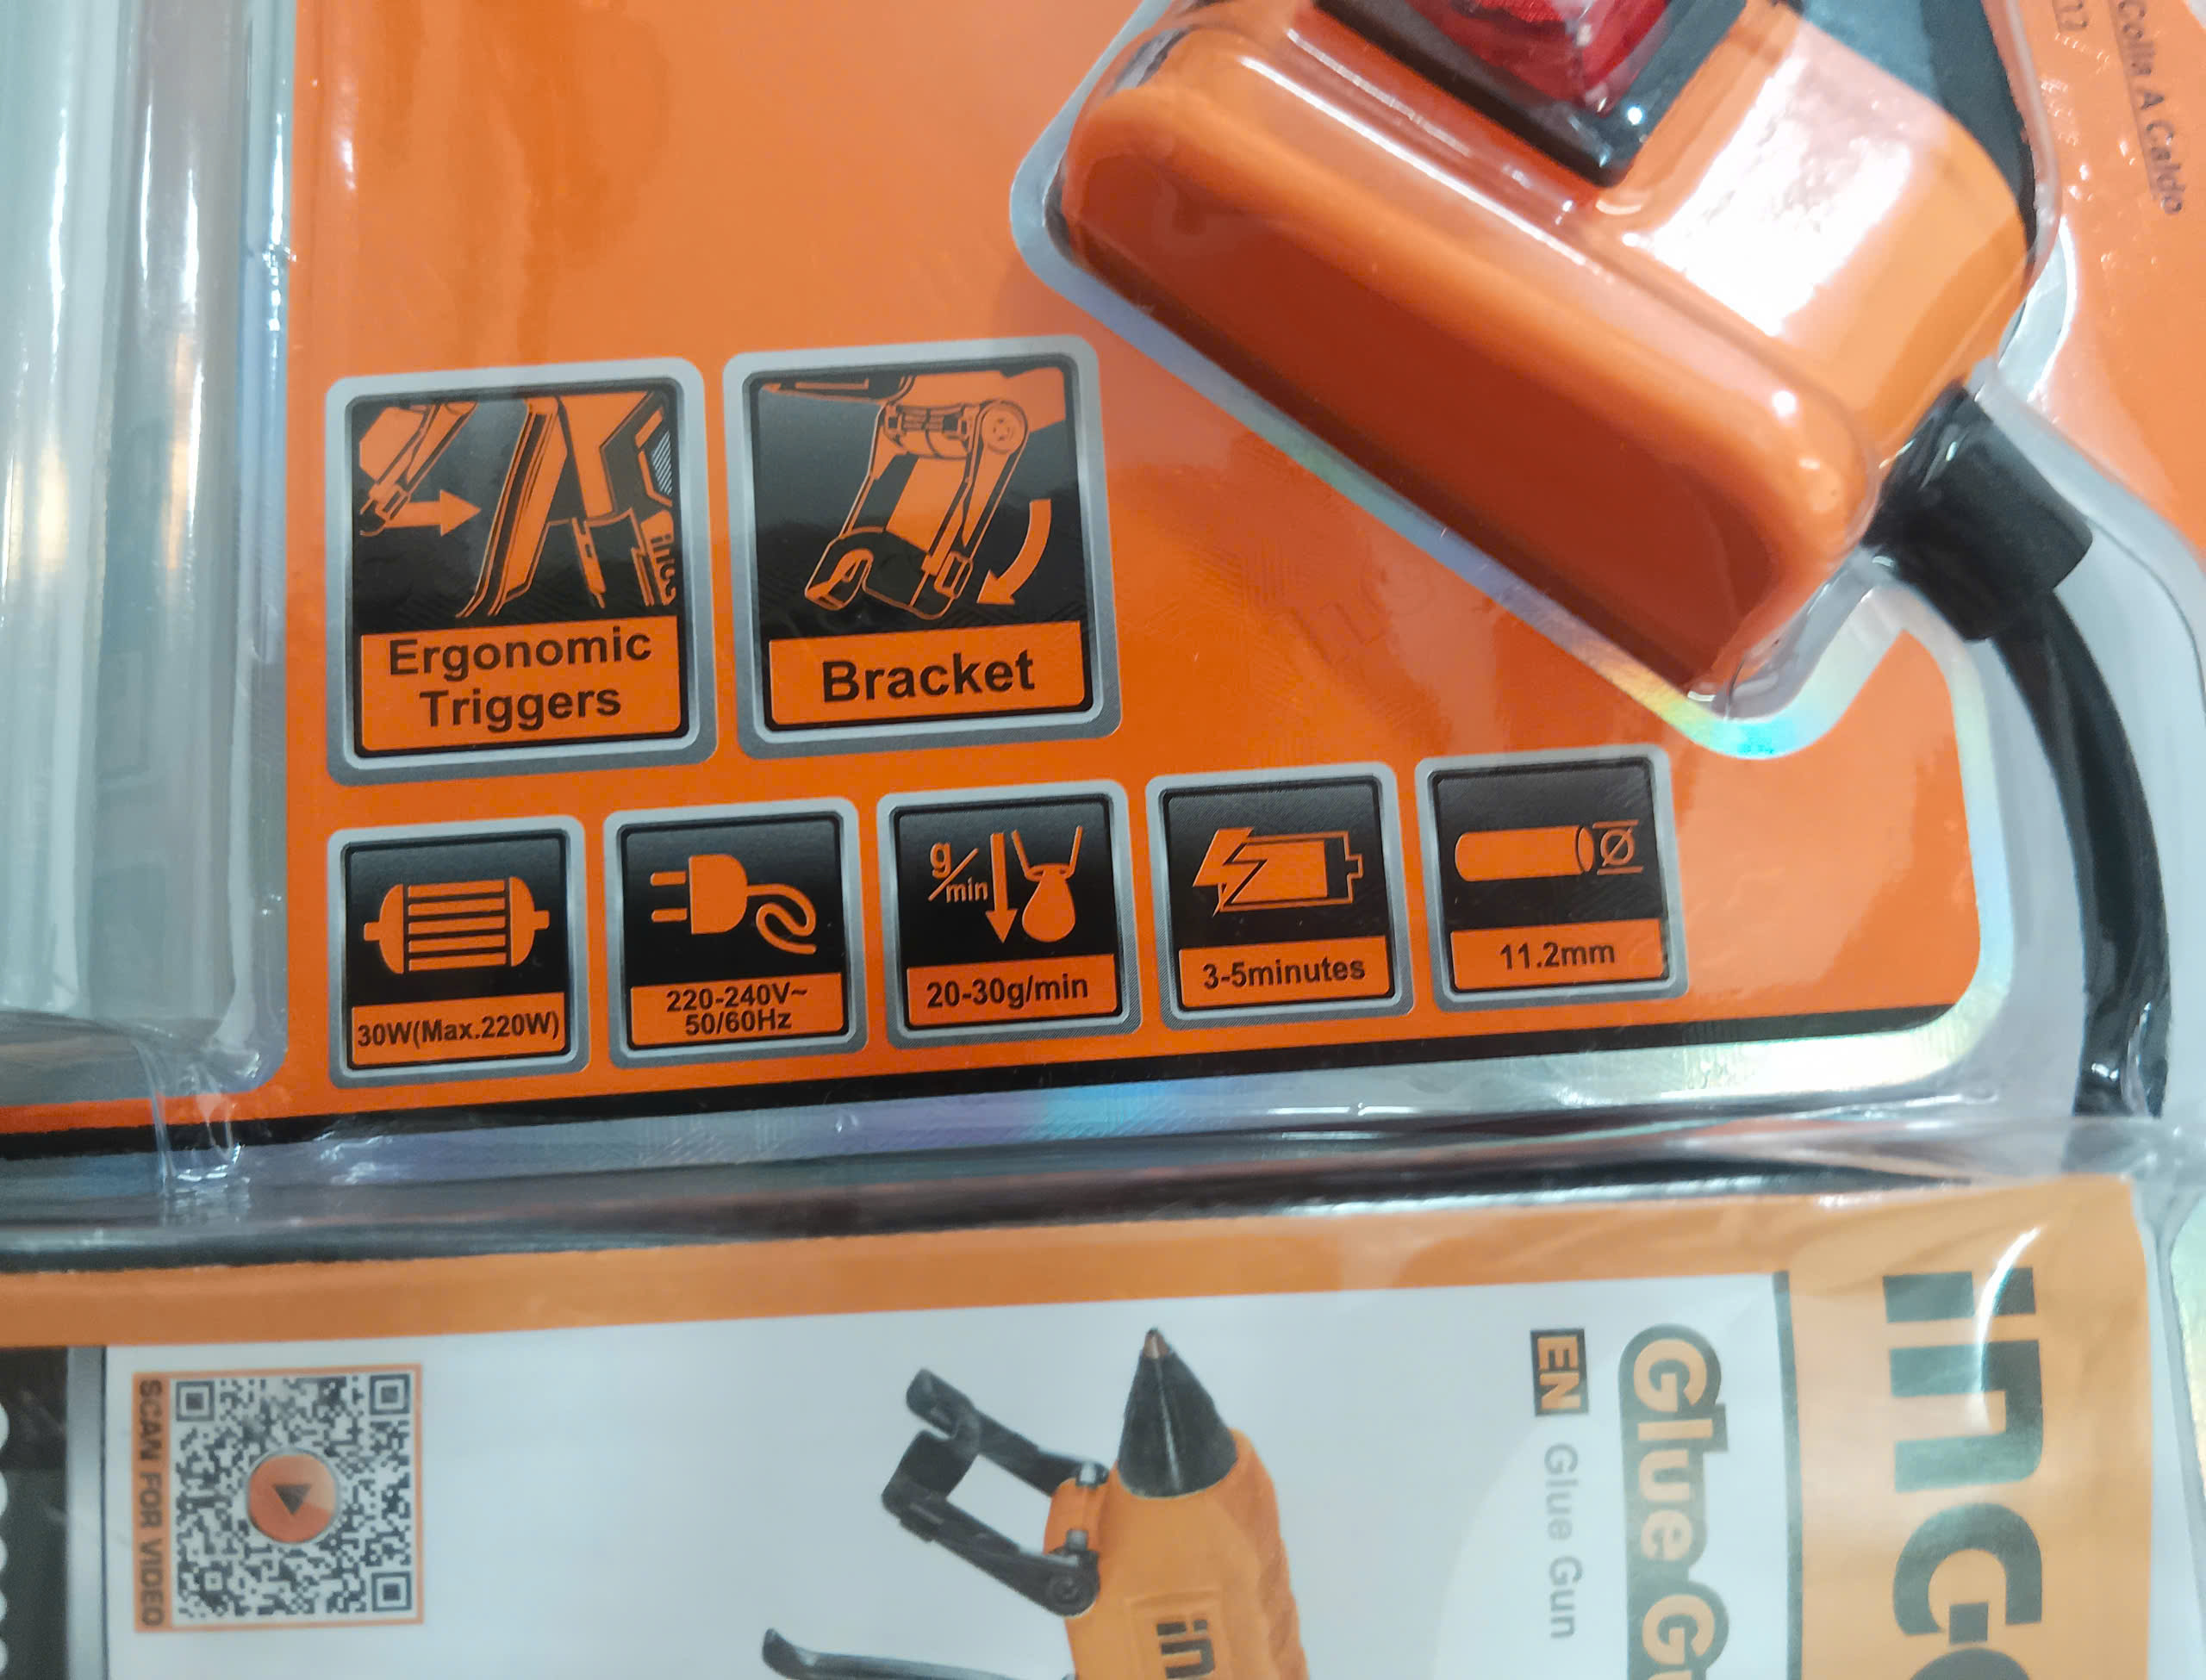 Colla A Caldo
Ergonomic
Triggers
Bracket
g/min
30W(Max.220W)
220-240V~
50/60Hz
20-30g/min
3-5minutes
Ø
11.2mm
SCAN FOR VIDEO
EN Glue Gun
Glue